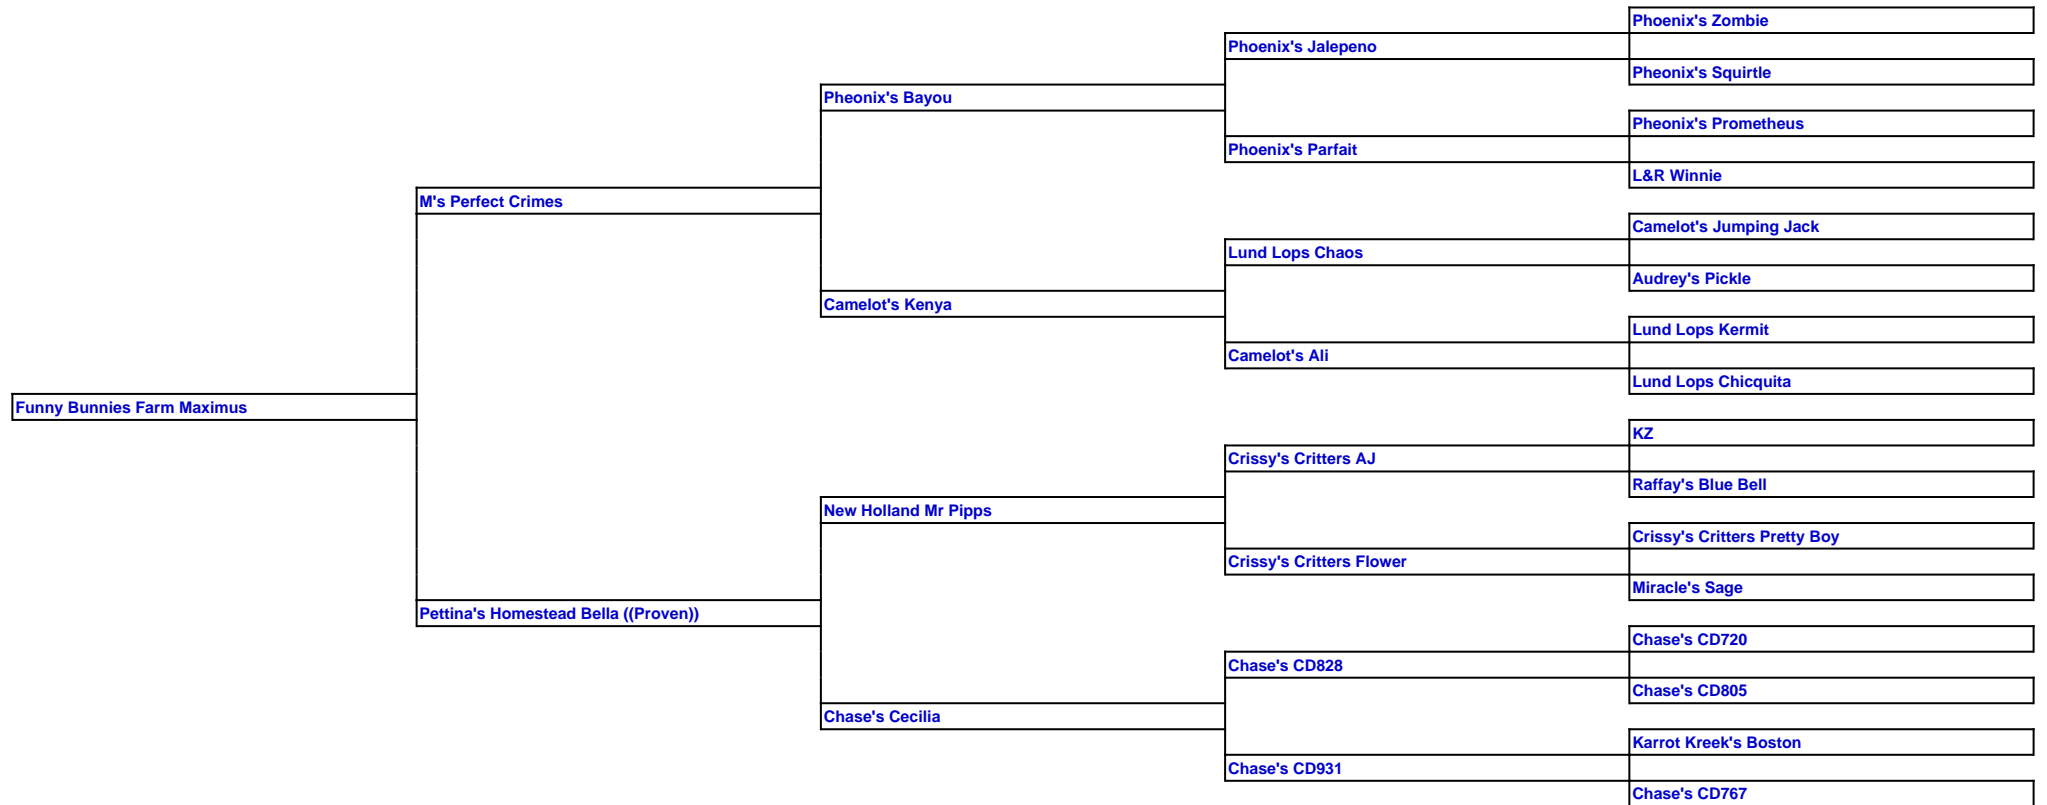 Phoenix's Zombie
Phoenix's Jalepeno
Pheonix's Squirtle
Pheonix's Bayou
Pheonix's Prometheus
Phoenix's Parfait
L&R Winnie
M's Perfect Crimes
Camelot's Jumping Jack
Lund Lops Chaos
Audrey's Pickle
Camelot's Kenya
Lund Lops Kermit
Camelot's Ali
Lund Lops Chicquita
Funny Bunnies Farm Maximus
KZ
Crissy's Critters AJ
Raffay's Blue Bell
New Holland Mr Pipps
Crissy's Critters Pretty Boy
Crissy's Critters Flower
Miracle's Sage
Pettina's Homestead Bella ((Proven))
Chase's CD720
Chase's CD828
Chase's CD805
Chase's Cecilia
Karrot Kreek's Boston
Chase's CD931
Chase's CD767